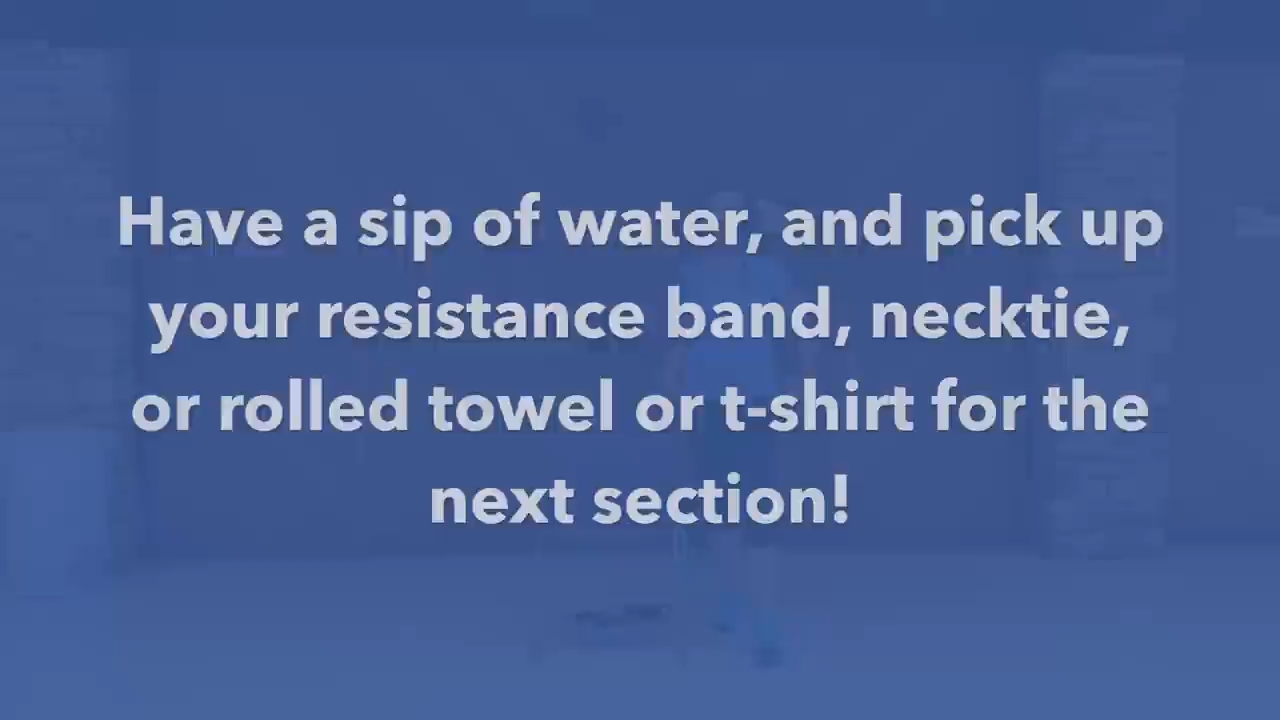 Have a sip of water, and pick up
your resistance band, necktie,
or rolled towel or t-shirt for the
next section!